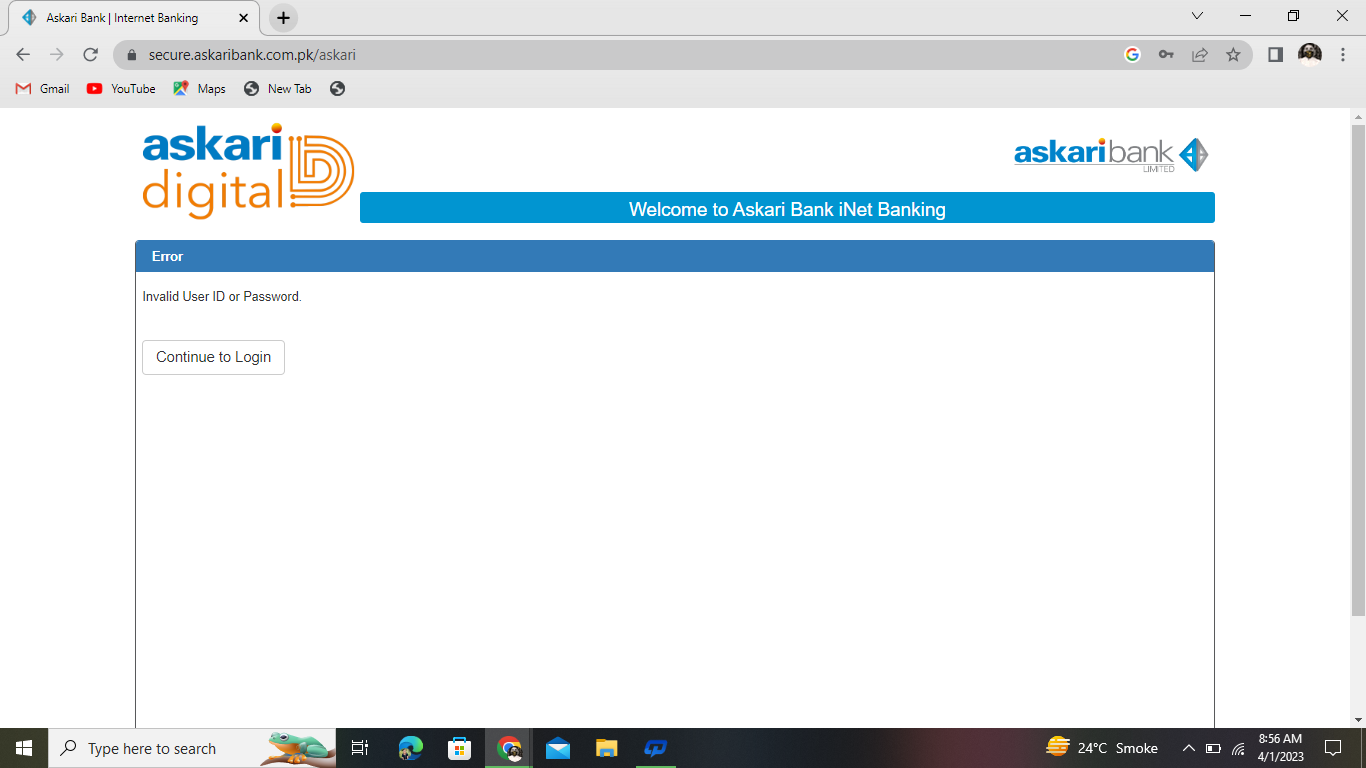 Askari Bank | Internet Banking
secure.askaribank.com.pk/askari
Gmail
YouTube
Maps
New Tab
askari
digital
askaribank
LIMITED
Welcome to Askari Bank iNet Banking
Error
Invalid User ID or Password.
Continue to Login
Type here to search
24°C Smoke
8:56 AM
4/1/2023